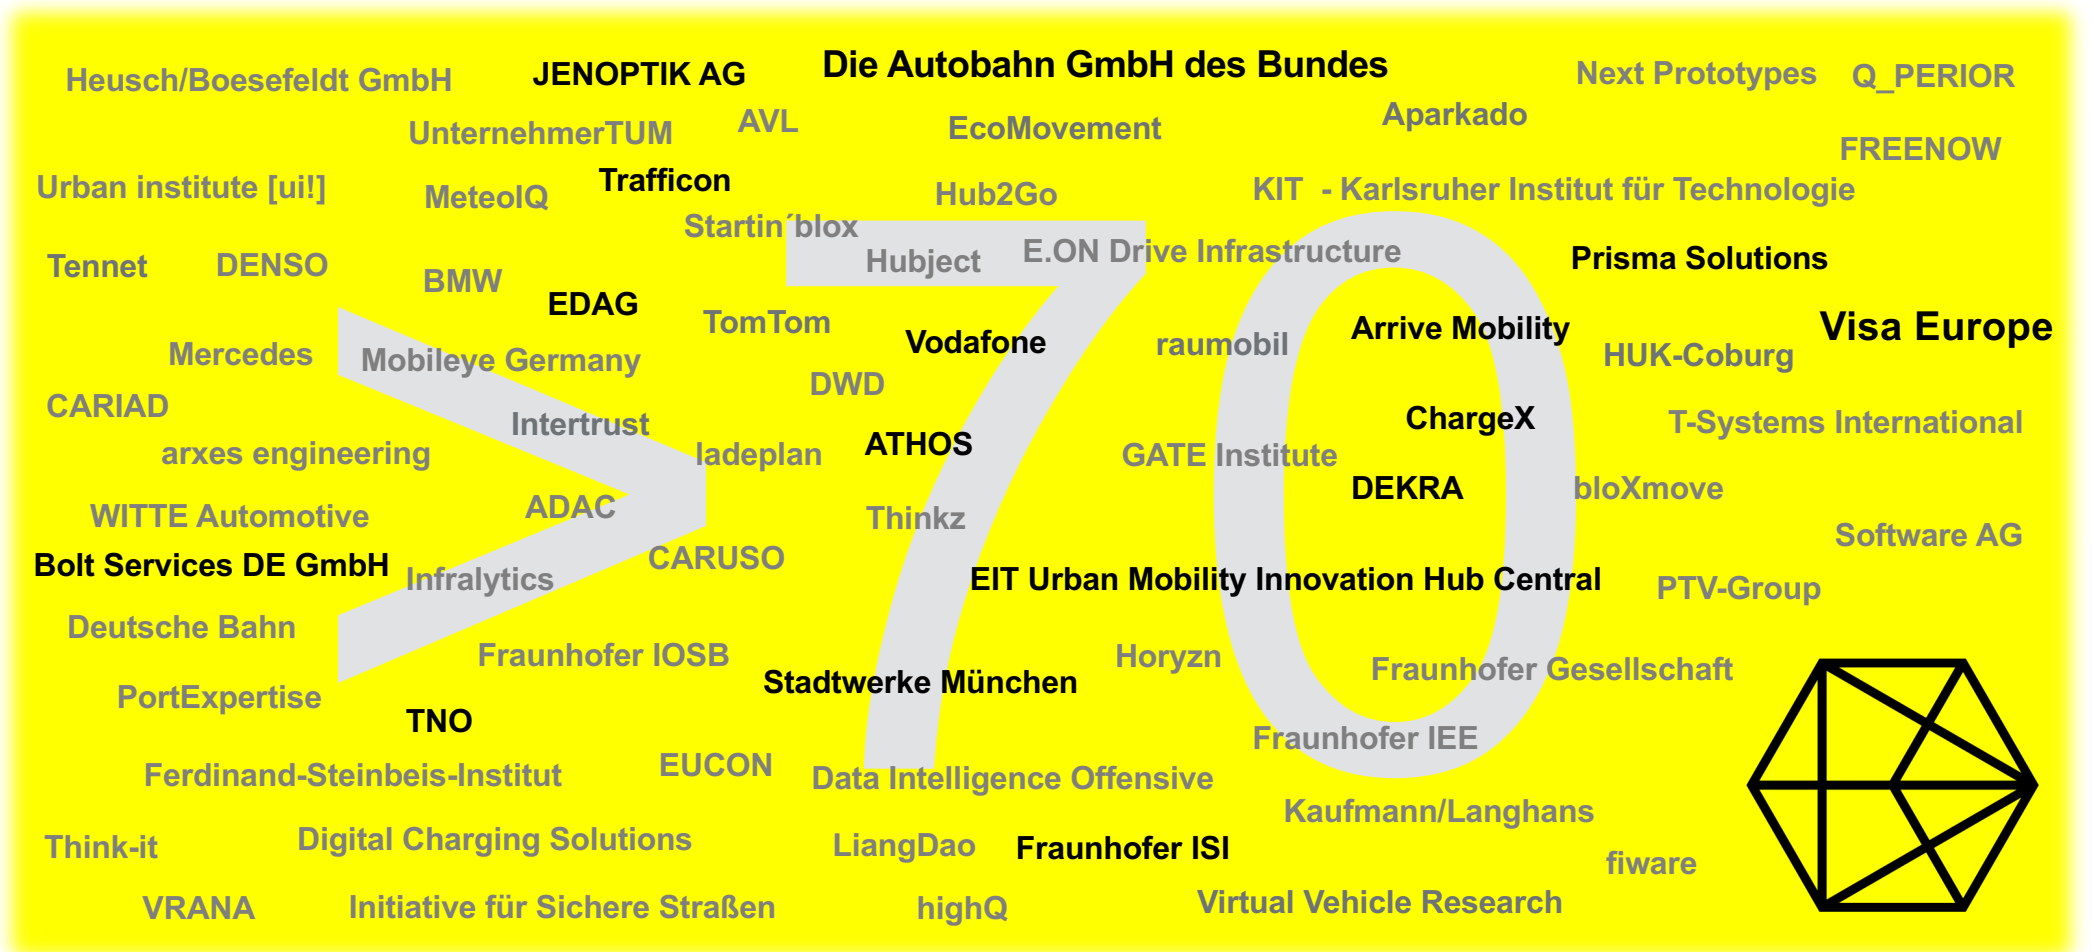 Die Autobahn GmbH des Bundes
Heusch/Boesefeldt GmbH
JENOPTIK AG
Next Prototypes
Q_PERIOR
UnternehmerTUM
AVL
EcoMovement
Aparkado
FREENOW
Urban institute [ui!]
MeteoIQ
Trafficon
Hub2Go
KIT - Karlsruher Institut für Technologie
Startin´blox
Tennet
DENSO
BMW
Hubject
E.ON Drive Infrastructure
Prisma Solutions
EDAG
TomTom
Vodafone
raumobil
Arrive Mobility
Visa Europe
Mercedes
Mobileye Germany
HUK-Coburg
DWD
CARIAD
Intertrust
ChargeX
T-Systems International
arxes engineering
ladeplan
ATHOS
GATE Institute
>70
WITTE Automotive
ADAC
Thinkz
DEKRA
bloXmove
Software AG
Bolt Services DE GmbH
Infralytics
CARUSO
EIT Urban Mobility Innovation Hub Central
PTV-Group
Deutsche Bahn
Fraunhofer IOSB
Horyzn
Fraunhofer Gesellschaft
PortExpertise
Stadtwerke München
TNO
Fraunhofer IEE
Ferdinand-Steinbeis-Institut
EUCON
Data Intelligence Offensive
Kaufmann/Langhans
Think-it
Digital Charging Solutions
LiangDao
Fraunhofer ISI
fiware
VRANA
Initiative für Sichere Straßen
highQ
Virtual Vehicle Research